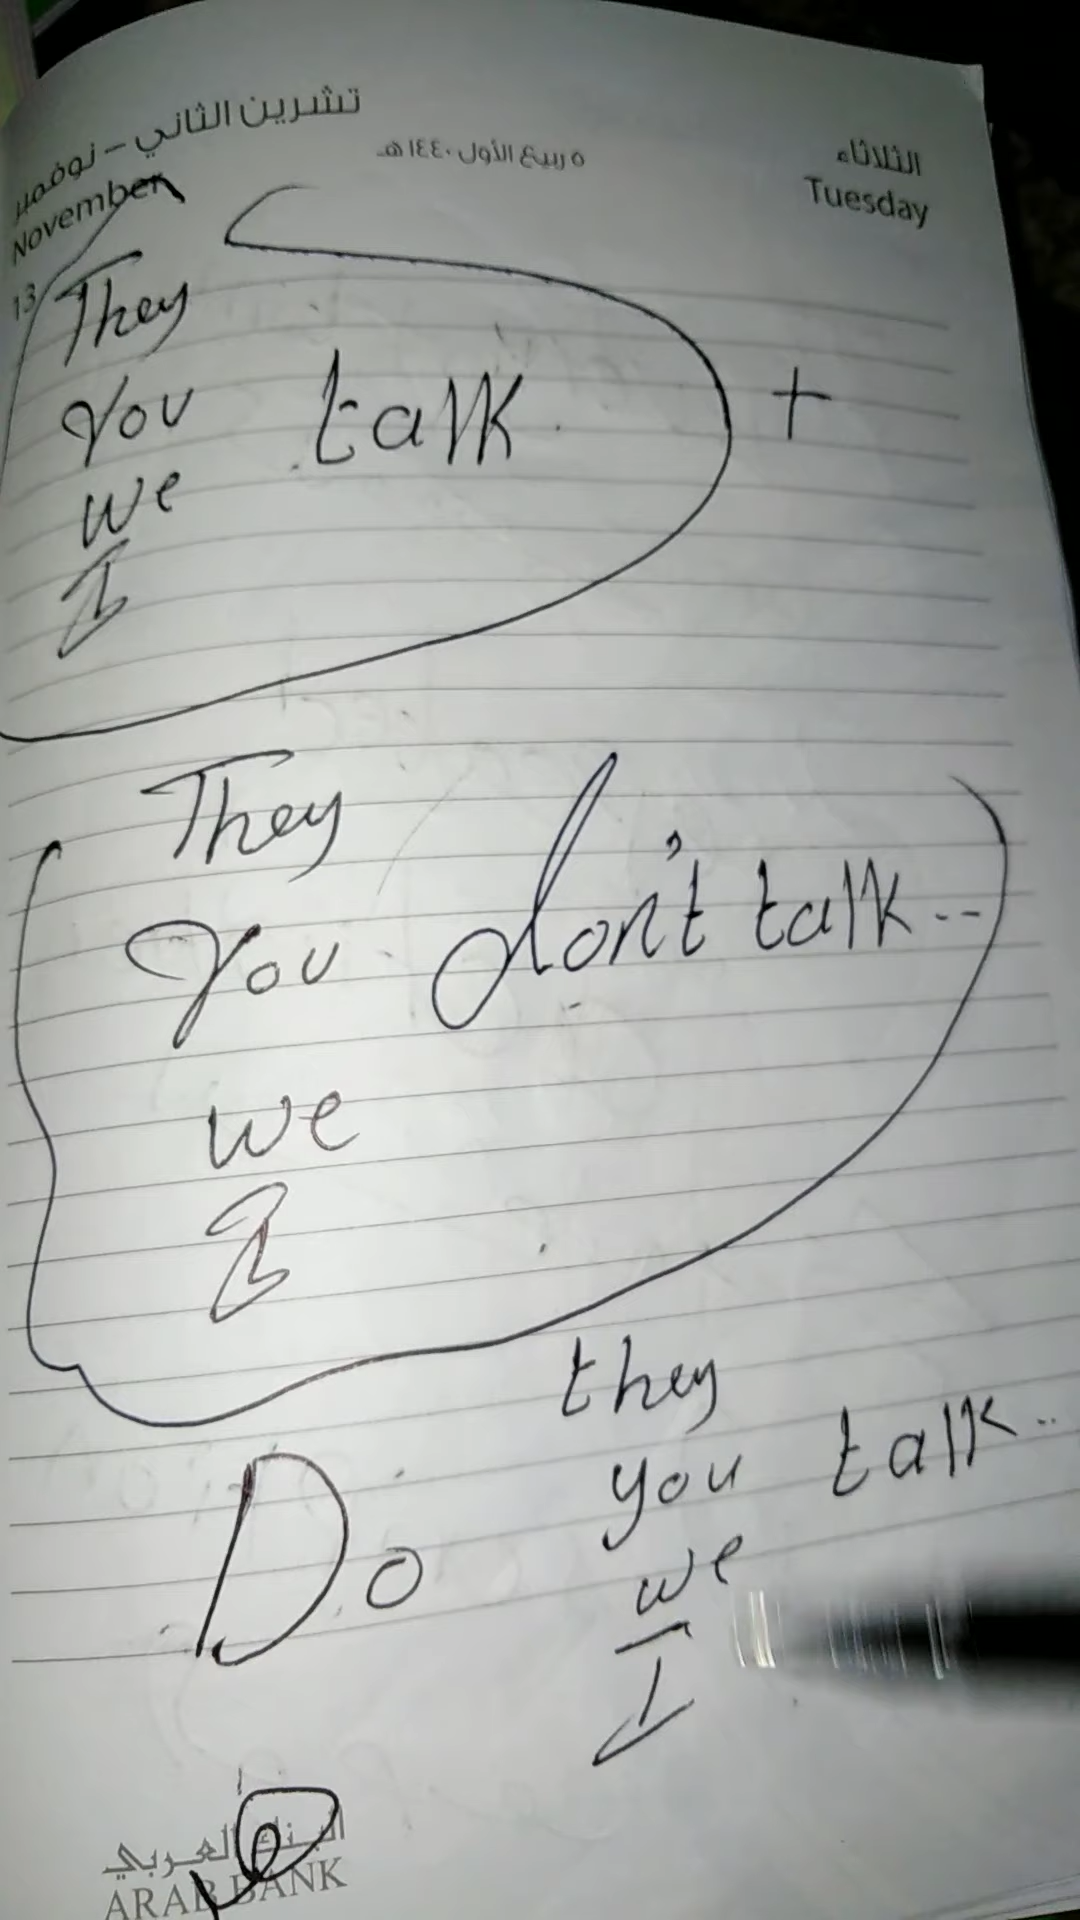 تشرين الثاني – نوفمبر
٥ ربيع الأول ١٤٤٠هـ
الثلاثاء
November
Tuesday
13
They
You talk
we
I
+
They
You don't talk...
we
I
they
Do you talk...
we
I
البنك العربي
ARAB BANK